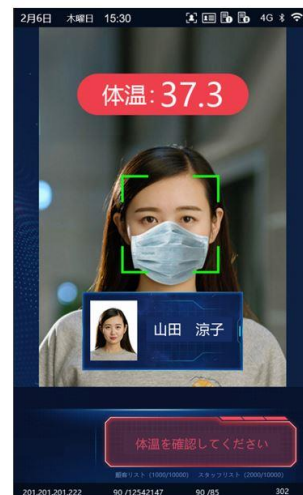 2月6日 木曜日 15:30 4G
体温:37.3
山田 涼子
体温を確認してください
顧客リスト (1000/10000) スタッフリスト (2000/10000)
201.201.201.222 90 /12542147 90 /85 302